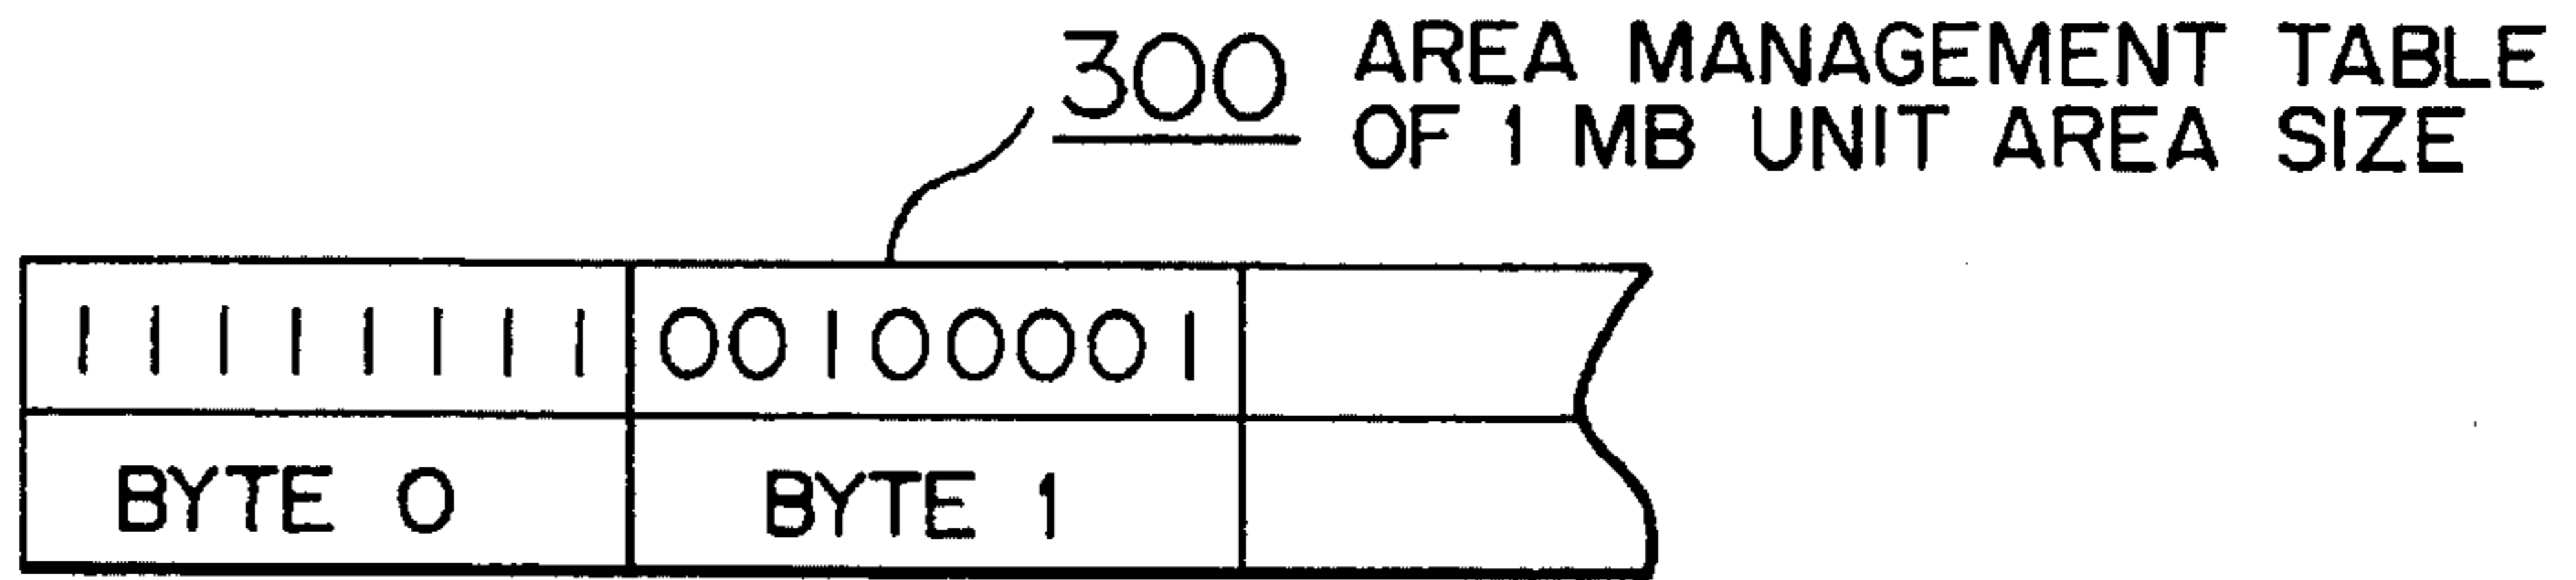 300 AREA MANAGEMENT TABLE
OF 1 MB UNIT AREA SIZE
11111111 00100001
BYTE 0 BYTE 1